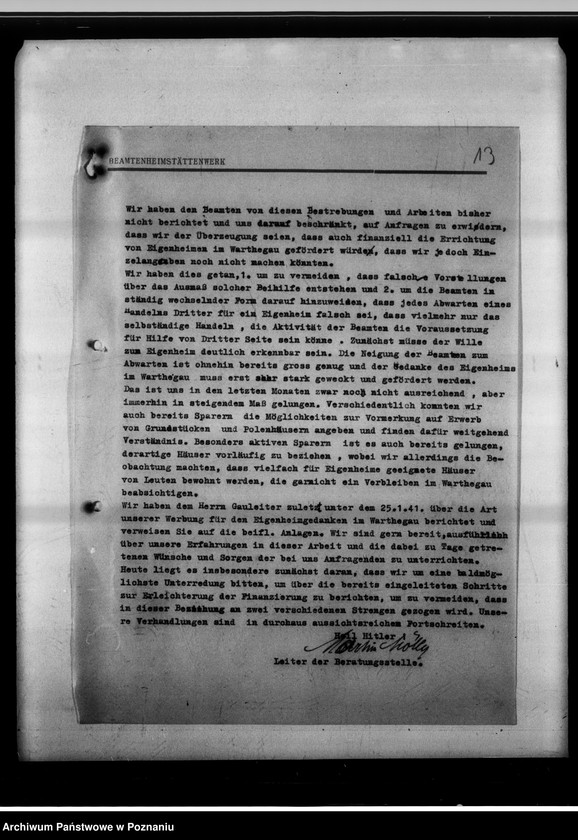 13
BEAMTENHEIMSTÄTTENWERK
Wir haben den Beamten von diesen Bestrebungen und Arbeiten bisher
nicht berichtet und uns darauf beschränkt, auf Anfragen zu erwidern,
dass wir der Überzeugung seien, dass auch finanziell die Errichtung
von Eigenheimen im Warthegau gefördert würden, dass wir jedoch Ein-
zelangaben noch nicht machen könnten.
Wir haben dies getan,1. um zu vermeiden , dass falsche Vorstellungen
über das Ausmaß solcher Beihilfe entstehen und 2. um die Beamten in
ständig wechselnder Form darauf hinzuweisen, dass jedes Abwarten eines
Handelns Dritter für ein Eigenheim falsch sei, dass vielmehr nur das
selbständige Handeln , die Aktivität der Beamten die Voraussetzung
für Hilfe von Dritter Seite sein könne . Zunächst müsse der Wille
zum Eigenheim deutlich erkennbar sein. Die Neigung der Beamten zum
Abwarten ist ohnehin bereits gross genug und der Gedanke des Eigenheims
im Warthegau muss erst sehr stark geweckt und gefördert werden.
Das ist uns in den letzten Monaten zwar noch nicht ausreichend , aber
immerhin in steigendem Maß gelungen. Verschiedentlich konnten wir
auch bereits Sparern die Möglichkeiten zur Vormerkung auf Erwerb
von Grundstücken und Polenhäusern angeben und finden dafür weitgehend
Verständnis. Besonders aktiven Sparern ist es auch bereits gelungen,
derartige Häuser vorläufig zu beziehen , wobei wir allerdings die Be-
obachtung machten, dass vielfach für Eigenheime geeignete Häuser
von Leuten bewohnt werden, die garnicht ein Verbleiben im Warthegau
beabsichtigen.
Wir haben den Herrn Gauleiter zuletzt unter dem 25.1.41. über die Art
unserer Werbung für den Eigenheimgedanken im Warthegau berichtet und
verweisen Sie auf die beifl. Anlagen. Wir sind gern bereit,ausführlich
über unsere Erfahrungen in dieser Arbeit und die dabei zu Tage getre-
tenen Wünsche und Sorgen der bei uns Anfragenden zu unterrichten.
Heute liegt es insbesondere zunächst daran, dass wir um eine baldmög-
lichste Unterredung bitten, um über die bereits eingeleiteten Schritte
zur Erleichterung der Finanzierung zu berichten, um zu vermeiden, dass
in dieser Beziehung an zwei verschiedenen Strengen gezogen wird. Unse-
re Verhandlungen sind in durchaus aussichtsreichem Fortschreiten.
Heil Hitler
Martin
Leiter der Beratungsstelle.
Archiwum Państwowe w Poznaniu